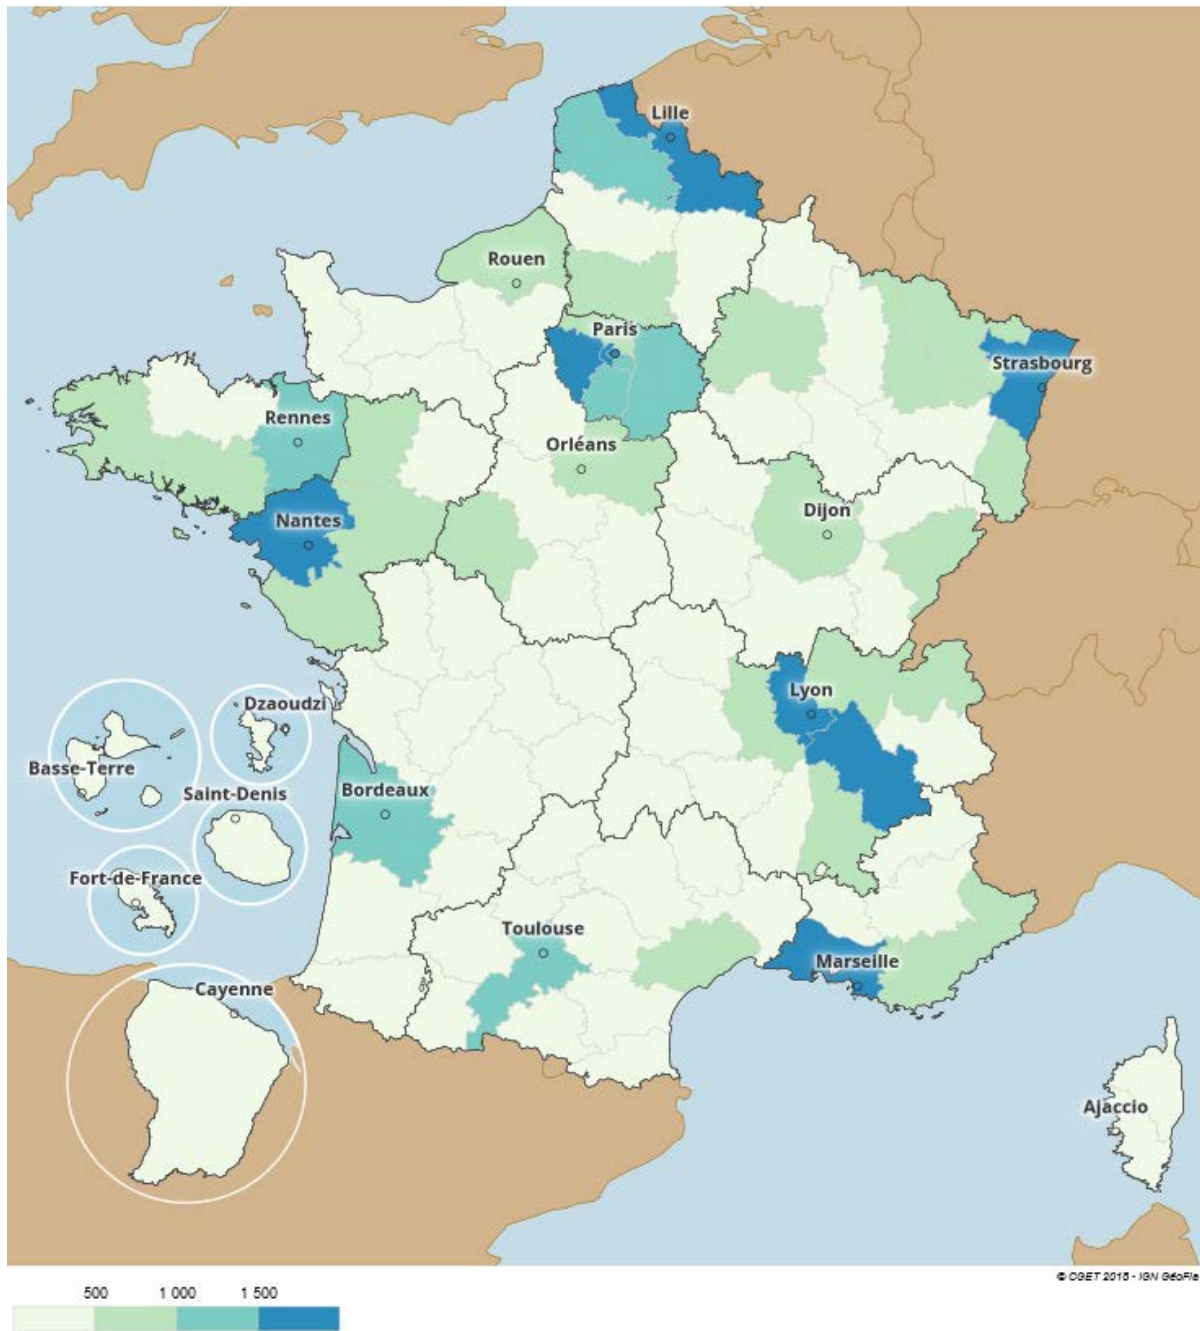 Lille
Rouen
Paris
Strasbourg
Rennes
Orléans
Nantes
Dijon
Lyon
Dzaoudzi
Basse-Terre
Saint-Denis
Bordeaux
Fort-de-France
Toulouse
Marseille
Cayenne
Ajaccio
© CGET 2018 - IGN GéoFla
500 1 000 1 500